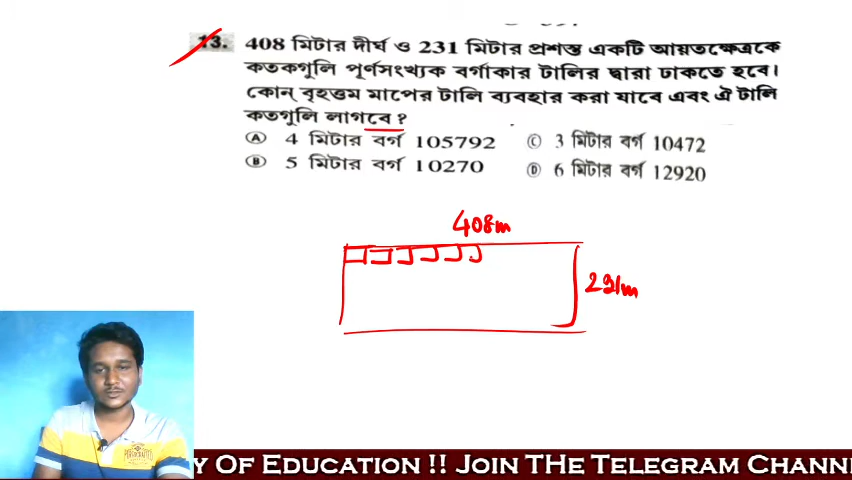 13. 408 মিটার দীর্ঘ ও 231 মিটার প্রশস্ত একটি আয়তক্ষেত্রকে
কতকগুলি পূর্ণসংখ্যক বর্গাকার টালির দ্বারা ঢাকতে হবে।
কোন্ বৃহত্তম মাপের টালি ব্যবহার করা যাবে এবং ঐ টালি
কতগুলি লাগবে ?
Ⓐ 4 মিটার বর্গ 105792
Ⓒ 3 মিটার বর্গ 10472
Ⓑ 5 মিটার বর্গ 10270
Ⓓ 6 মিটার বর্গ 12920
408m
231m
Y OF EDUCATION !! JOIN THE TELEGRAM CHANN